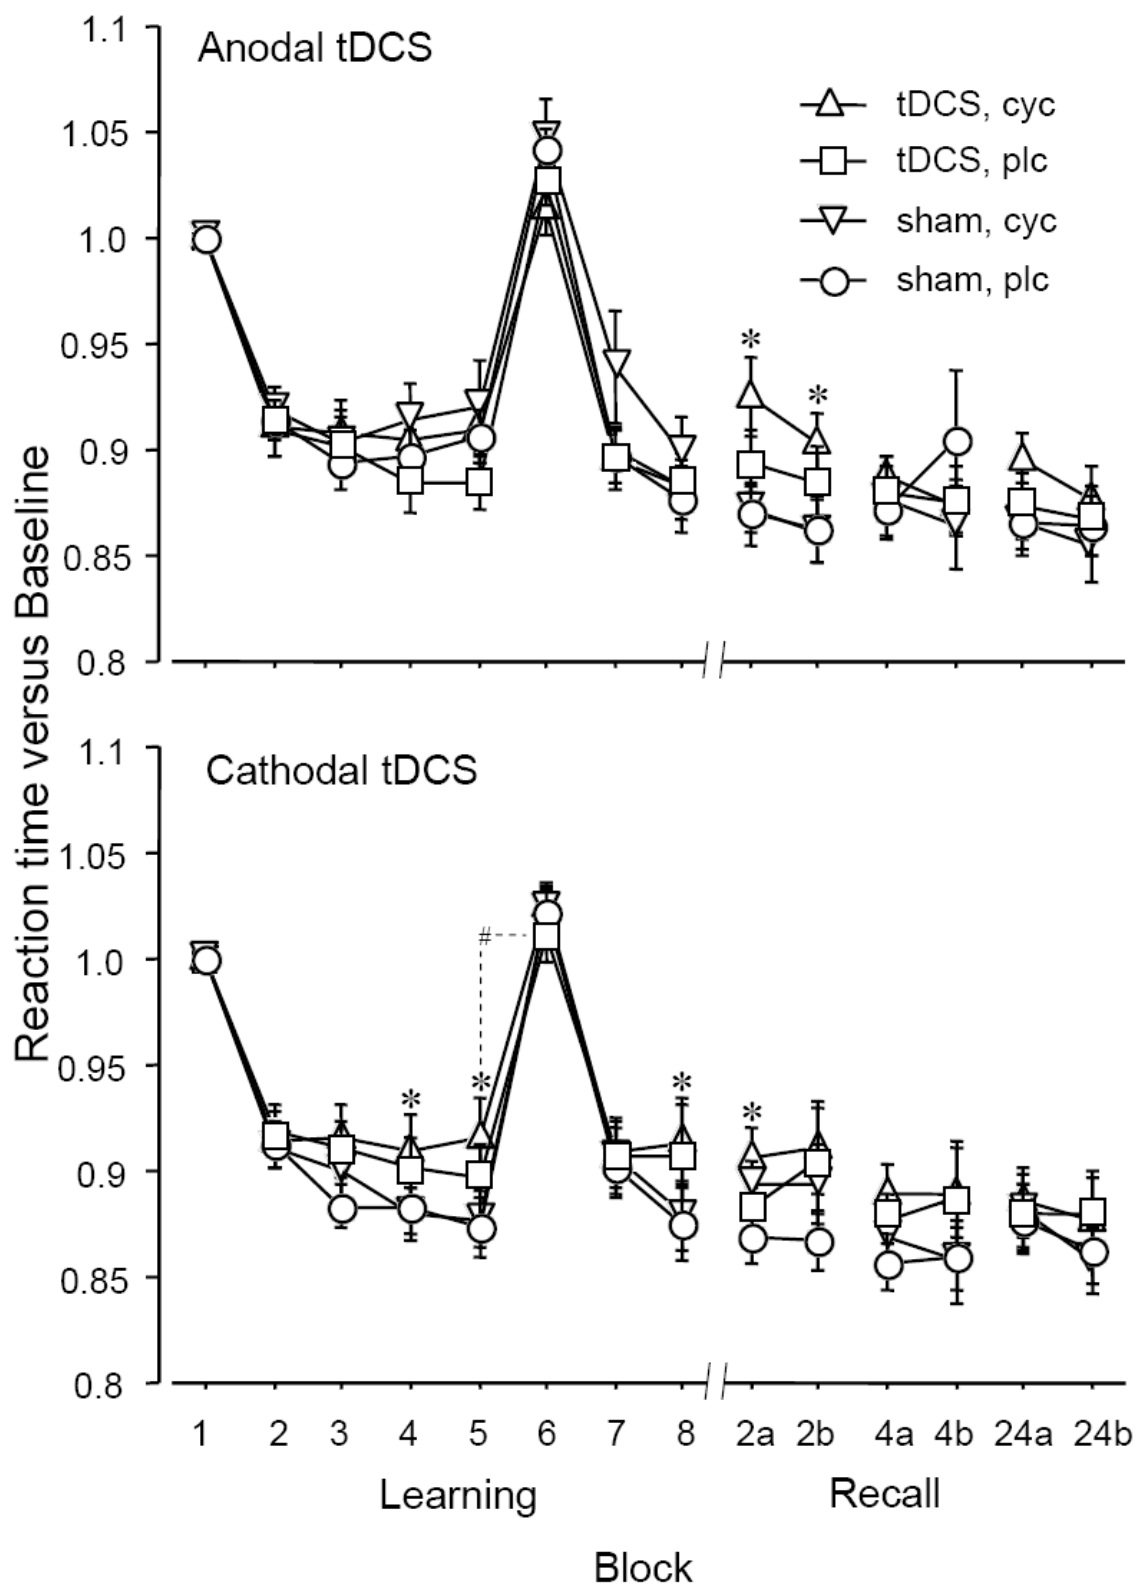 1.1
Anodal tDCS
tDCS, cyc
1.05
tDCS, plc
sham, cyc
1.0
sham, plc
0.95
*
*
0.9
0.85
0.8
Reaction time versus Baseline
1.1
Cathodal tDCS
1.05
1.0
#
0.95
* * * *
0.9
0.85
0.8
1 2 3 4 5 6 7 8 2a 2b 4a 4b 24a 24b
Learning Recall
Block